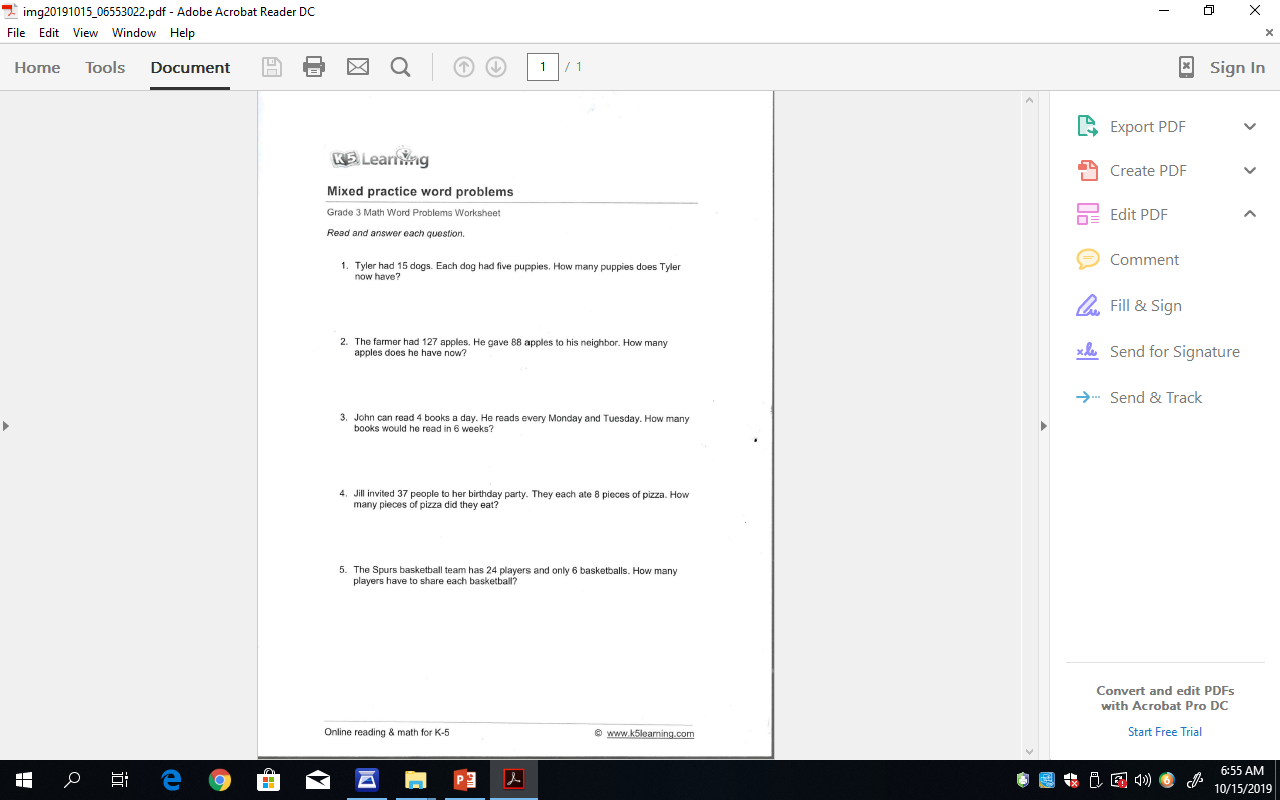 img20191015_06553022.pdf - Adobe Acrobat Reader DC
File Edit View Window Help
Home Tools Document 1 / 1 Sign In
K5 Learning
Mixed practice word problems
Grade 3 Math Word Problems Worksheet
Read and answer each question.
1. Tyler had 15 dogs. Each dog had five puppies. How many puppies does Tyler
now have?
2. The farmer had 127 apples. He gave 88 apples to his neighbor. How many
apples does he have now?
3. John can read 4 books a day. He reads every Monday and Tuesday. How many
books would he read in 6 weeks?
4. Jill invited 37 people to her birthday party. They each ate 8 pieces of pizza. How
many pieces of pizza did they eat?
5. The Spurs basketball team has 24 players and only 6 basketballs. How many
players have to share each basketball?
Online reading & math for K-5 © www.k5learning.com
Export PDF
Create PDF
Edit PDF
Comment
Fill & Sign
Send for Signature
Send & Track
Convert and edit PDFs
with Acrobat Pro DC
Start Free Trial
6:55 AM
10/15/2019